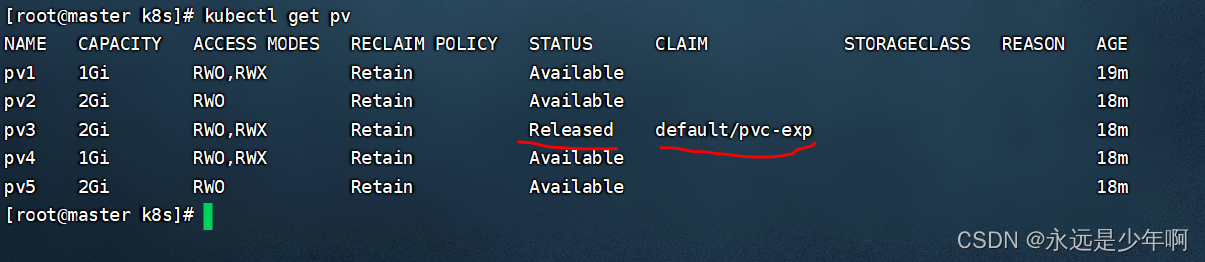 [root@master k8s]# kubectl get pv
NAME CAPACITY ACCESS MODES RECLAIM POLICY STATUS CLAIM STORAGECLASS REASON AGE
pv1 1Gi RWO,RWX Retain Available 19m
pv2 2Gi RWO Retain Available 18m
pv3 2Gi RWO,RWX Retain Released default/pvc-exp 18m
pv4 1Gi RWO,RWX Retain Available 18m
pv5 2Gi RWO Retain Available 18m
[root@master k8s]#
CSDN @永远是少年啊